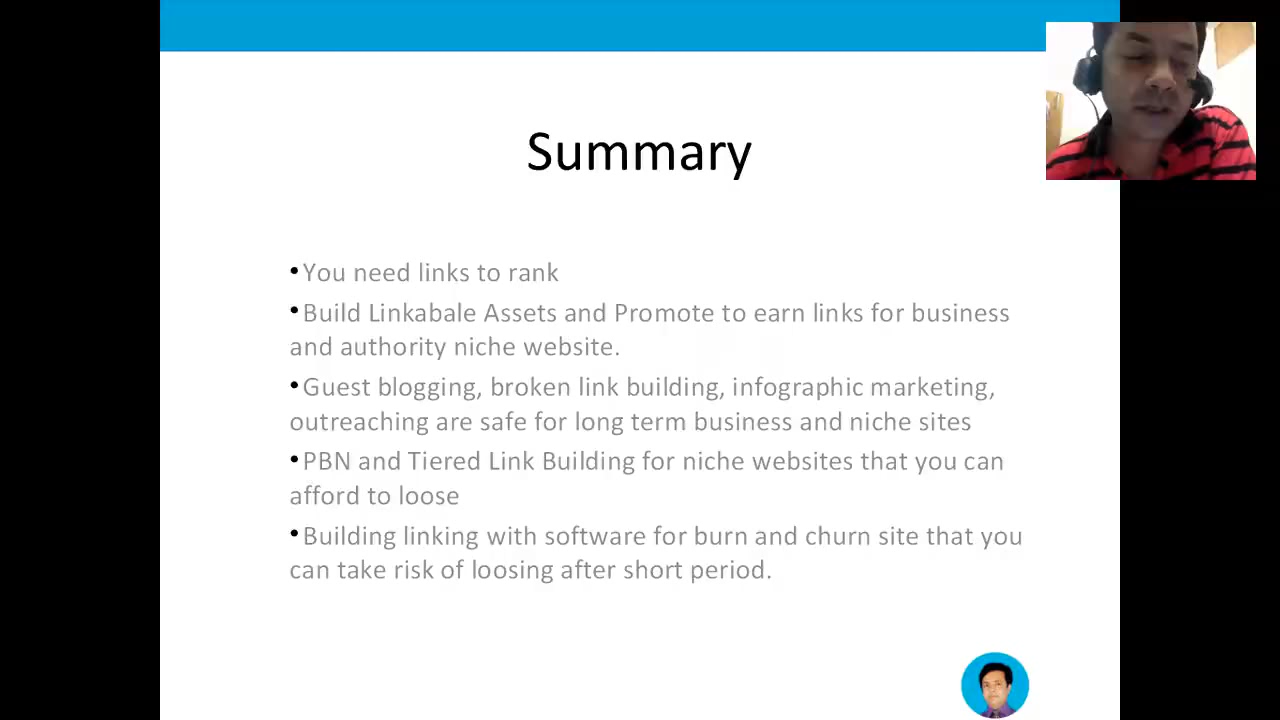 Summary
•You need links to rank
•Build Linkabale Assets and Promote to earn links for business
and authority niche website.
•Guest blogging, broken link building, infographic marketing,
outreaching are safe for long term business and niche sites
•PBN and Tiered Link Building for niche websites that you can
afford to loose
•Building linking with software for burn and churn site that you
can take risk of loosing after short period.